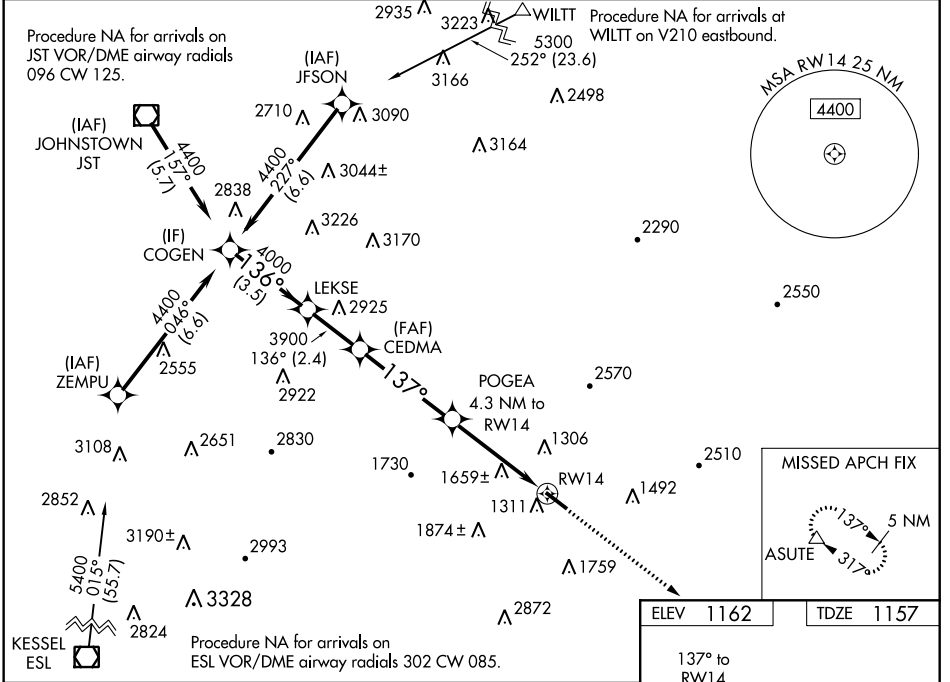 Procedure NA for arrivals on
JST VOR/DME airway radials
096 CW 125.
2935
3223
WILTT
Procedure NA for arrivals at
WILTT on V210 eastbound.
5300
252° (23.6)
3166
(IAF)
JFSON
2710
3090
2498
MSA RW14 25 NM
4400
(IAF)
JOHNSTOWN
JST
4400
157°
(5.7)
4400
227°
(6.6)
3044±
3164
2838
3226
3170
2290
(IF)
COGEN
4000
136°
(3.5)
LEKSE
2925
2550
4400
046°
(6.6)
3900
136° (2.4)
(FAF)
CEDMA
2555
(IAF)
ZEMPU
2922
137°
POGEA
4.3 NM to
RW14
2570
3108
2651
2830
1306
2510
1730
1659±
RW14
MISSED APCH FIX
2852
1311
1492
137°
5 NM
ASUTE
317°
3190±
2993
1874±
5400
015°
(55.7)
1759
3328
2824
2872
KESSEL
ESL
Procedure NA for arrivals on
ESL VOR/DME airway radials 302 CW 085.
ELEV 1162
TDZE 1157
137° to
RW14